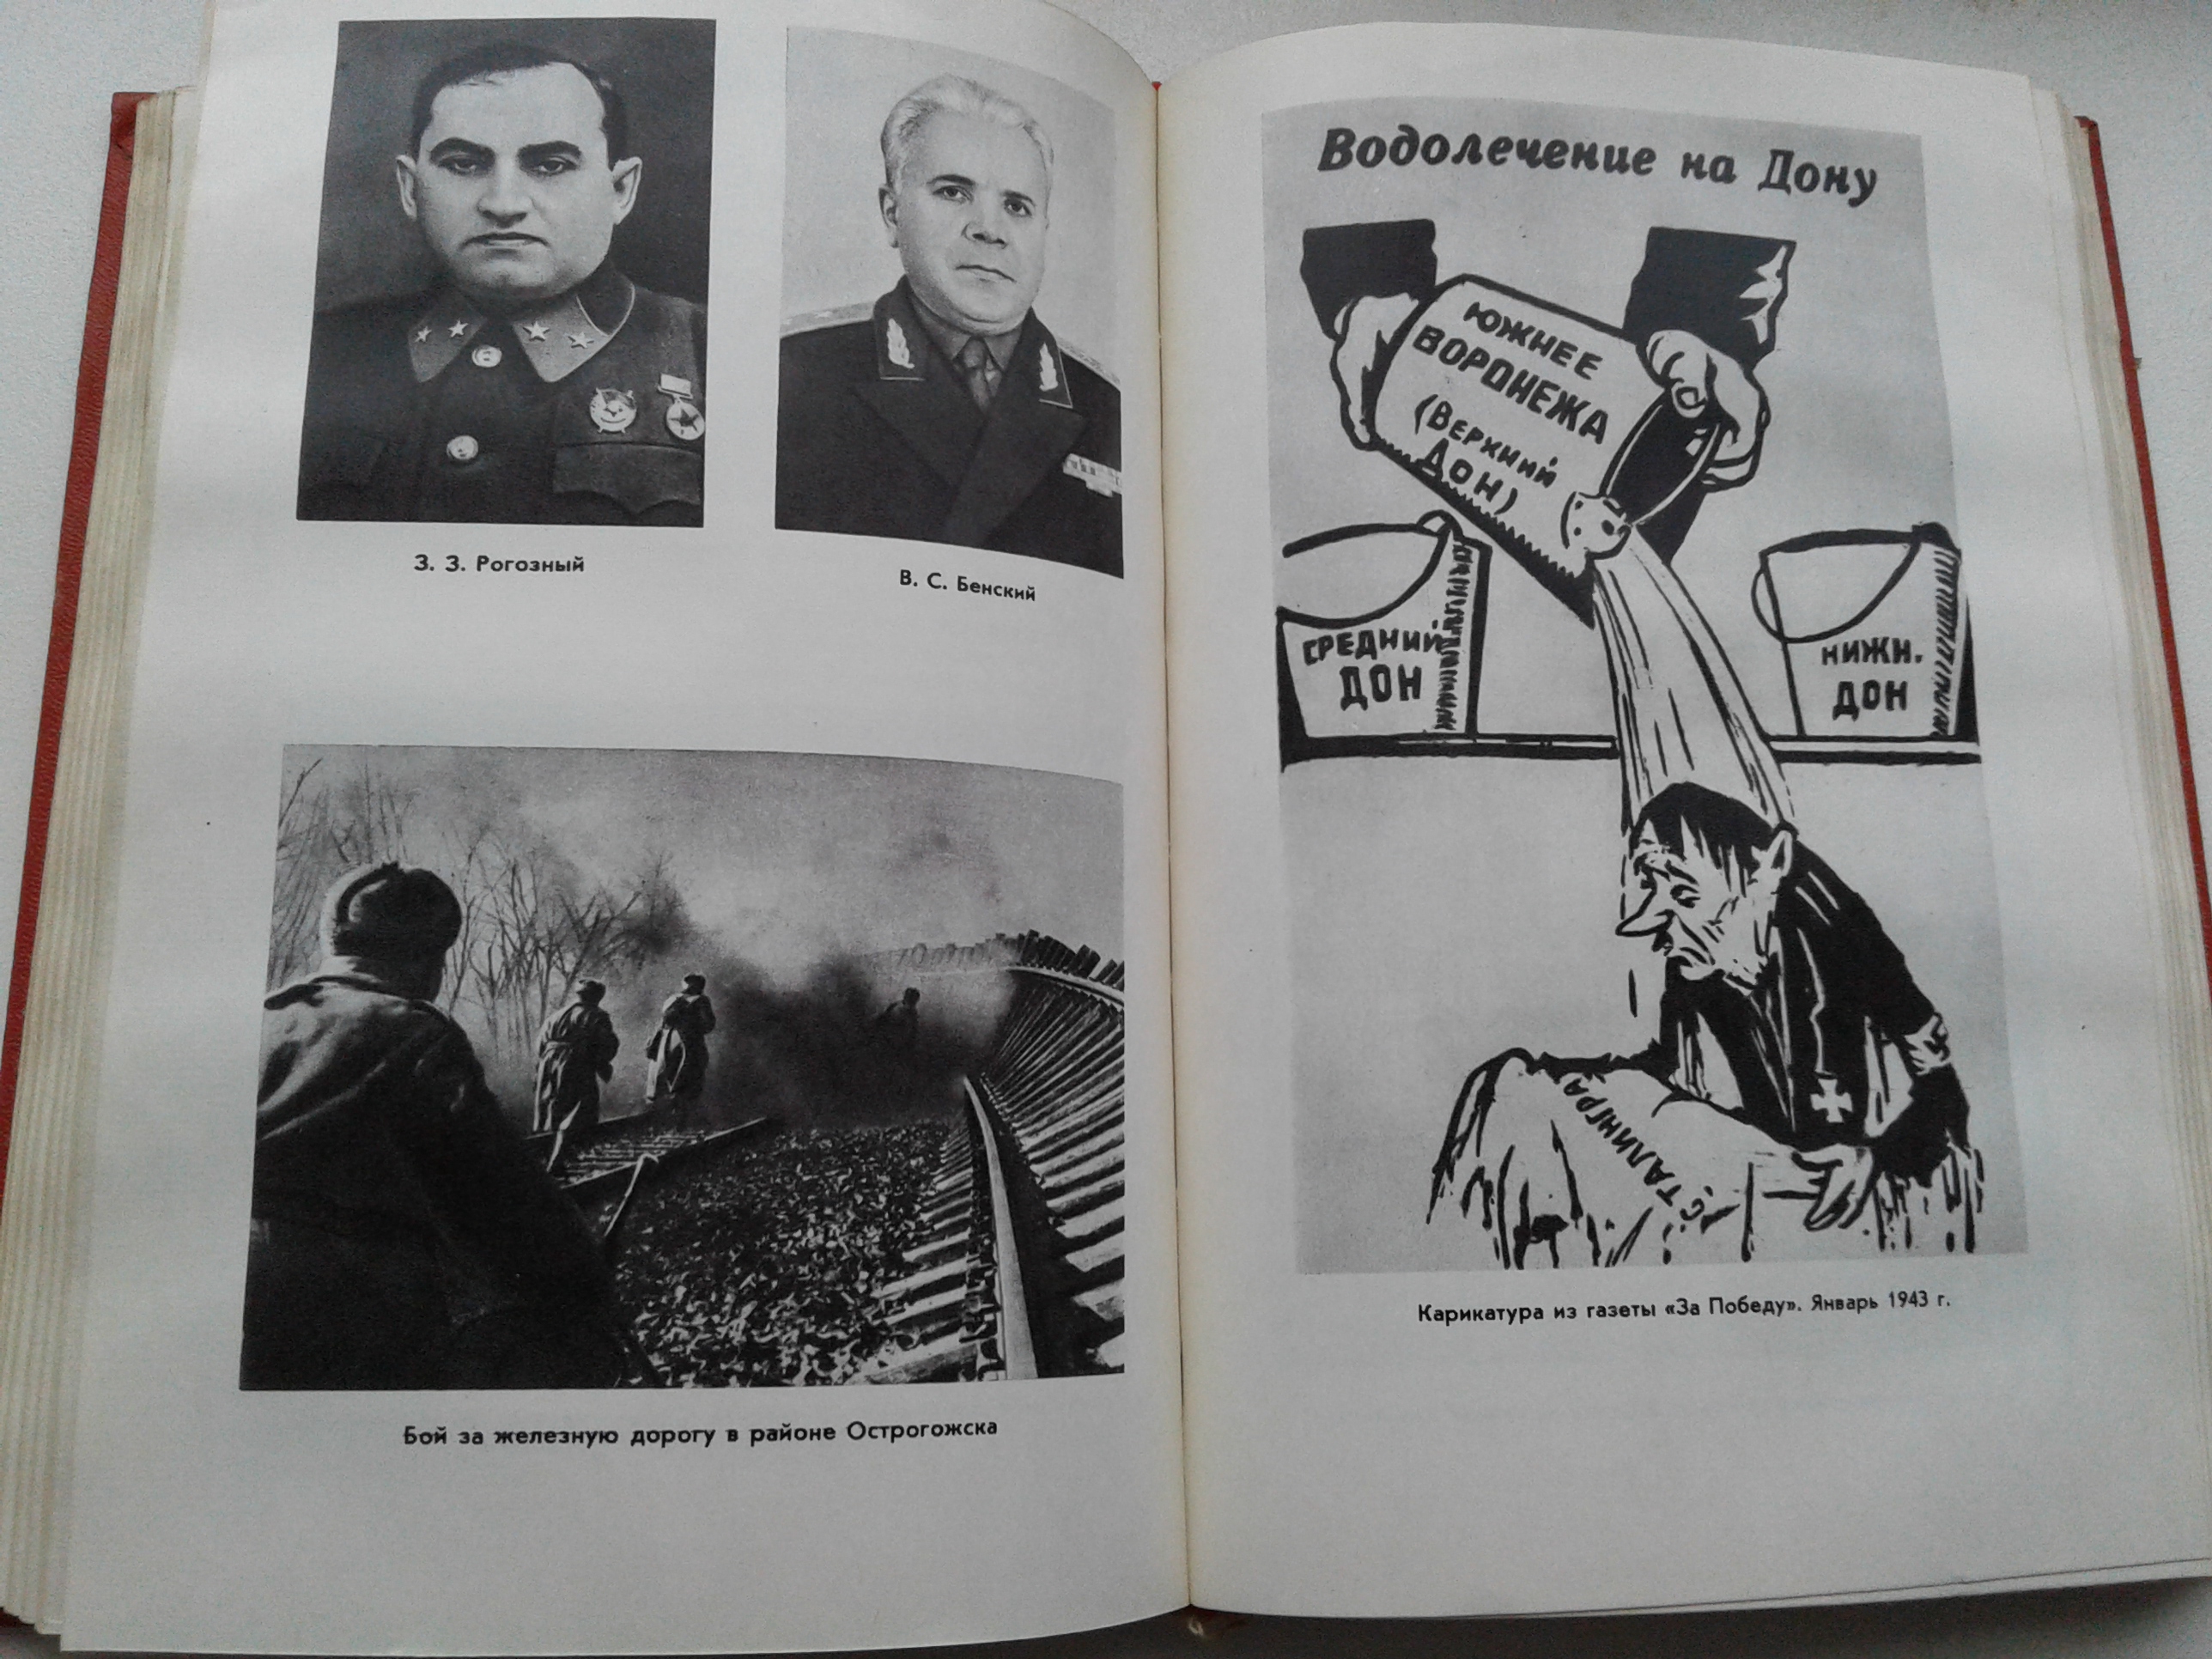 З. З. Рогозный
В. С. Бенский
Бой за железную дорогу в районе Острогожска
Водолечение на Дону
ЮЖНЕЕ
ВОРОНЕЖА
(ВЕРХНИЙ
ДОН)
СРЕДНИЙ
ДОН
НИЖН.
ДОН
СТАЛИНГРА
Карикатура из газеты «За Победу». Январь 1943 г.